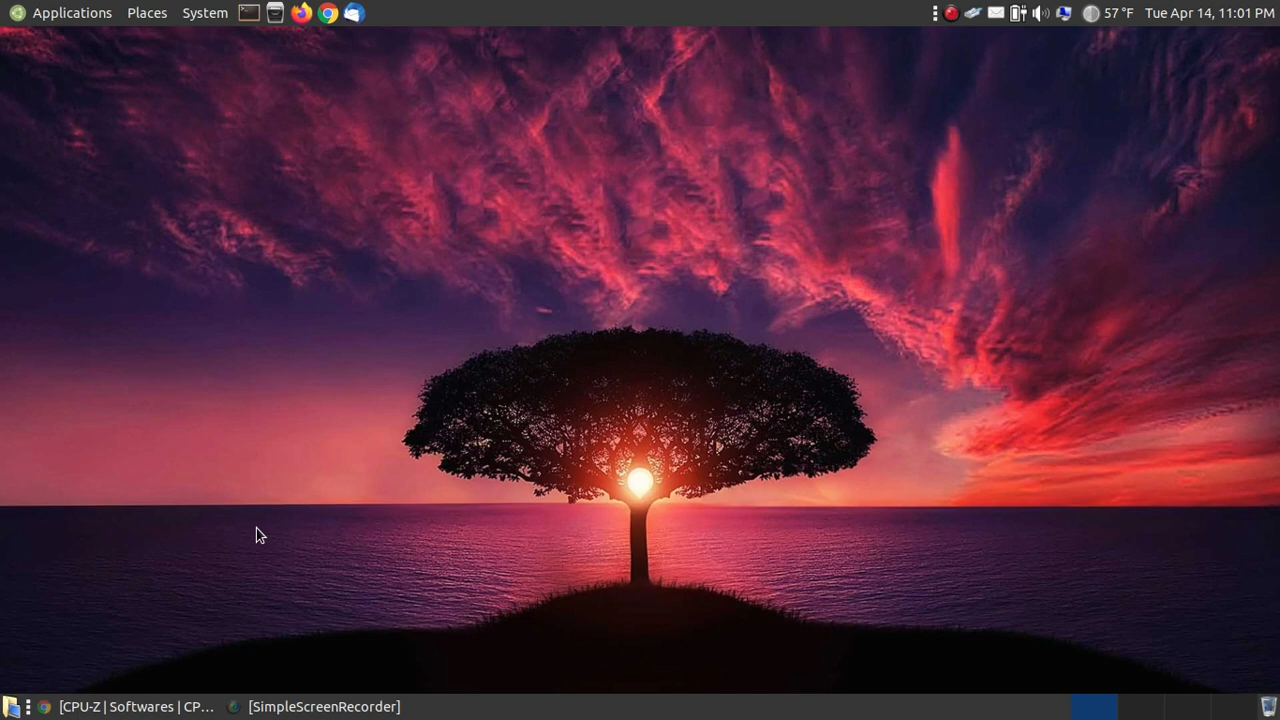 Applications Places System 57 °F Tue Apr 14, 11:01 PM
[CPU-Z | Softwares | CP... [SimpleScreenRecorder]